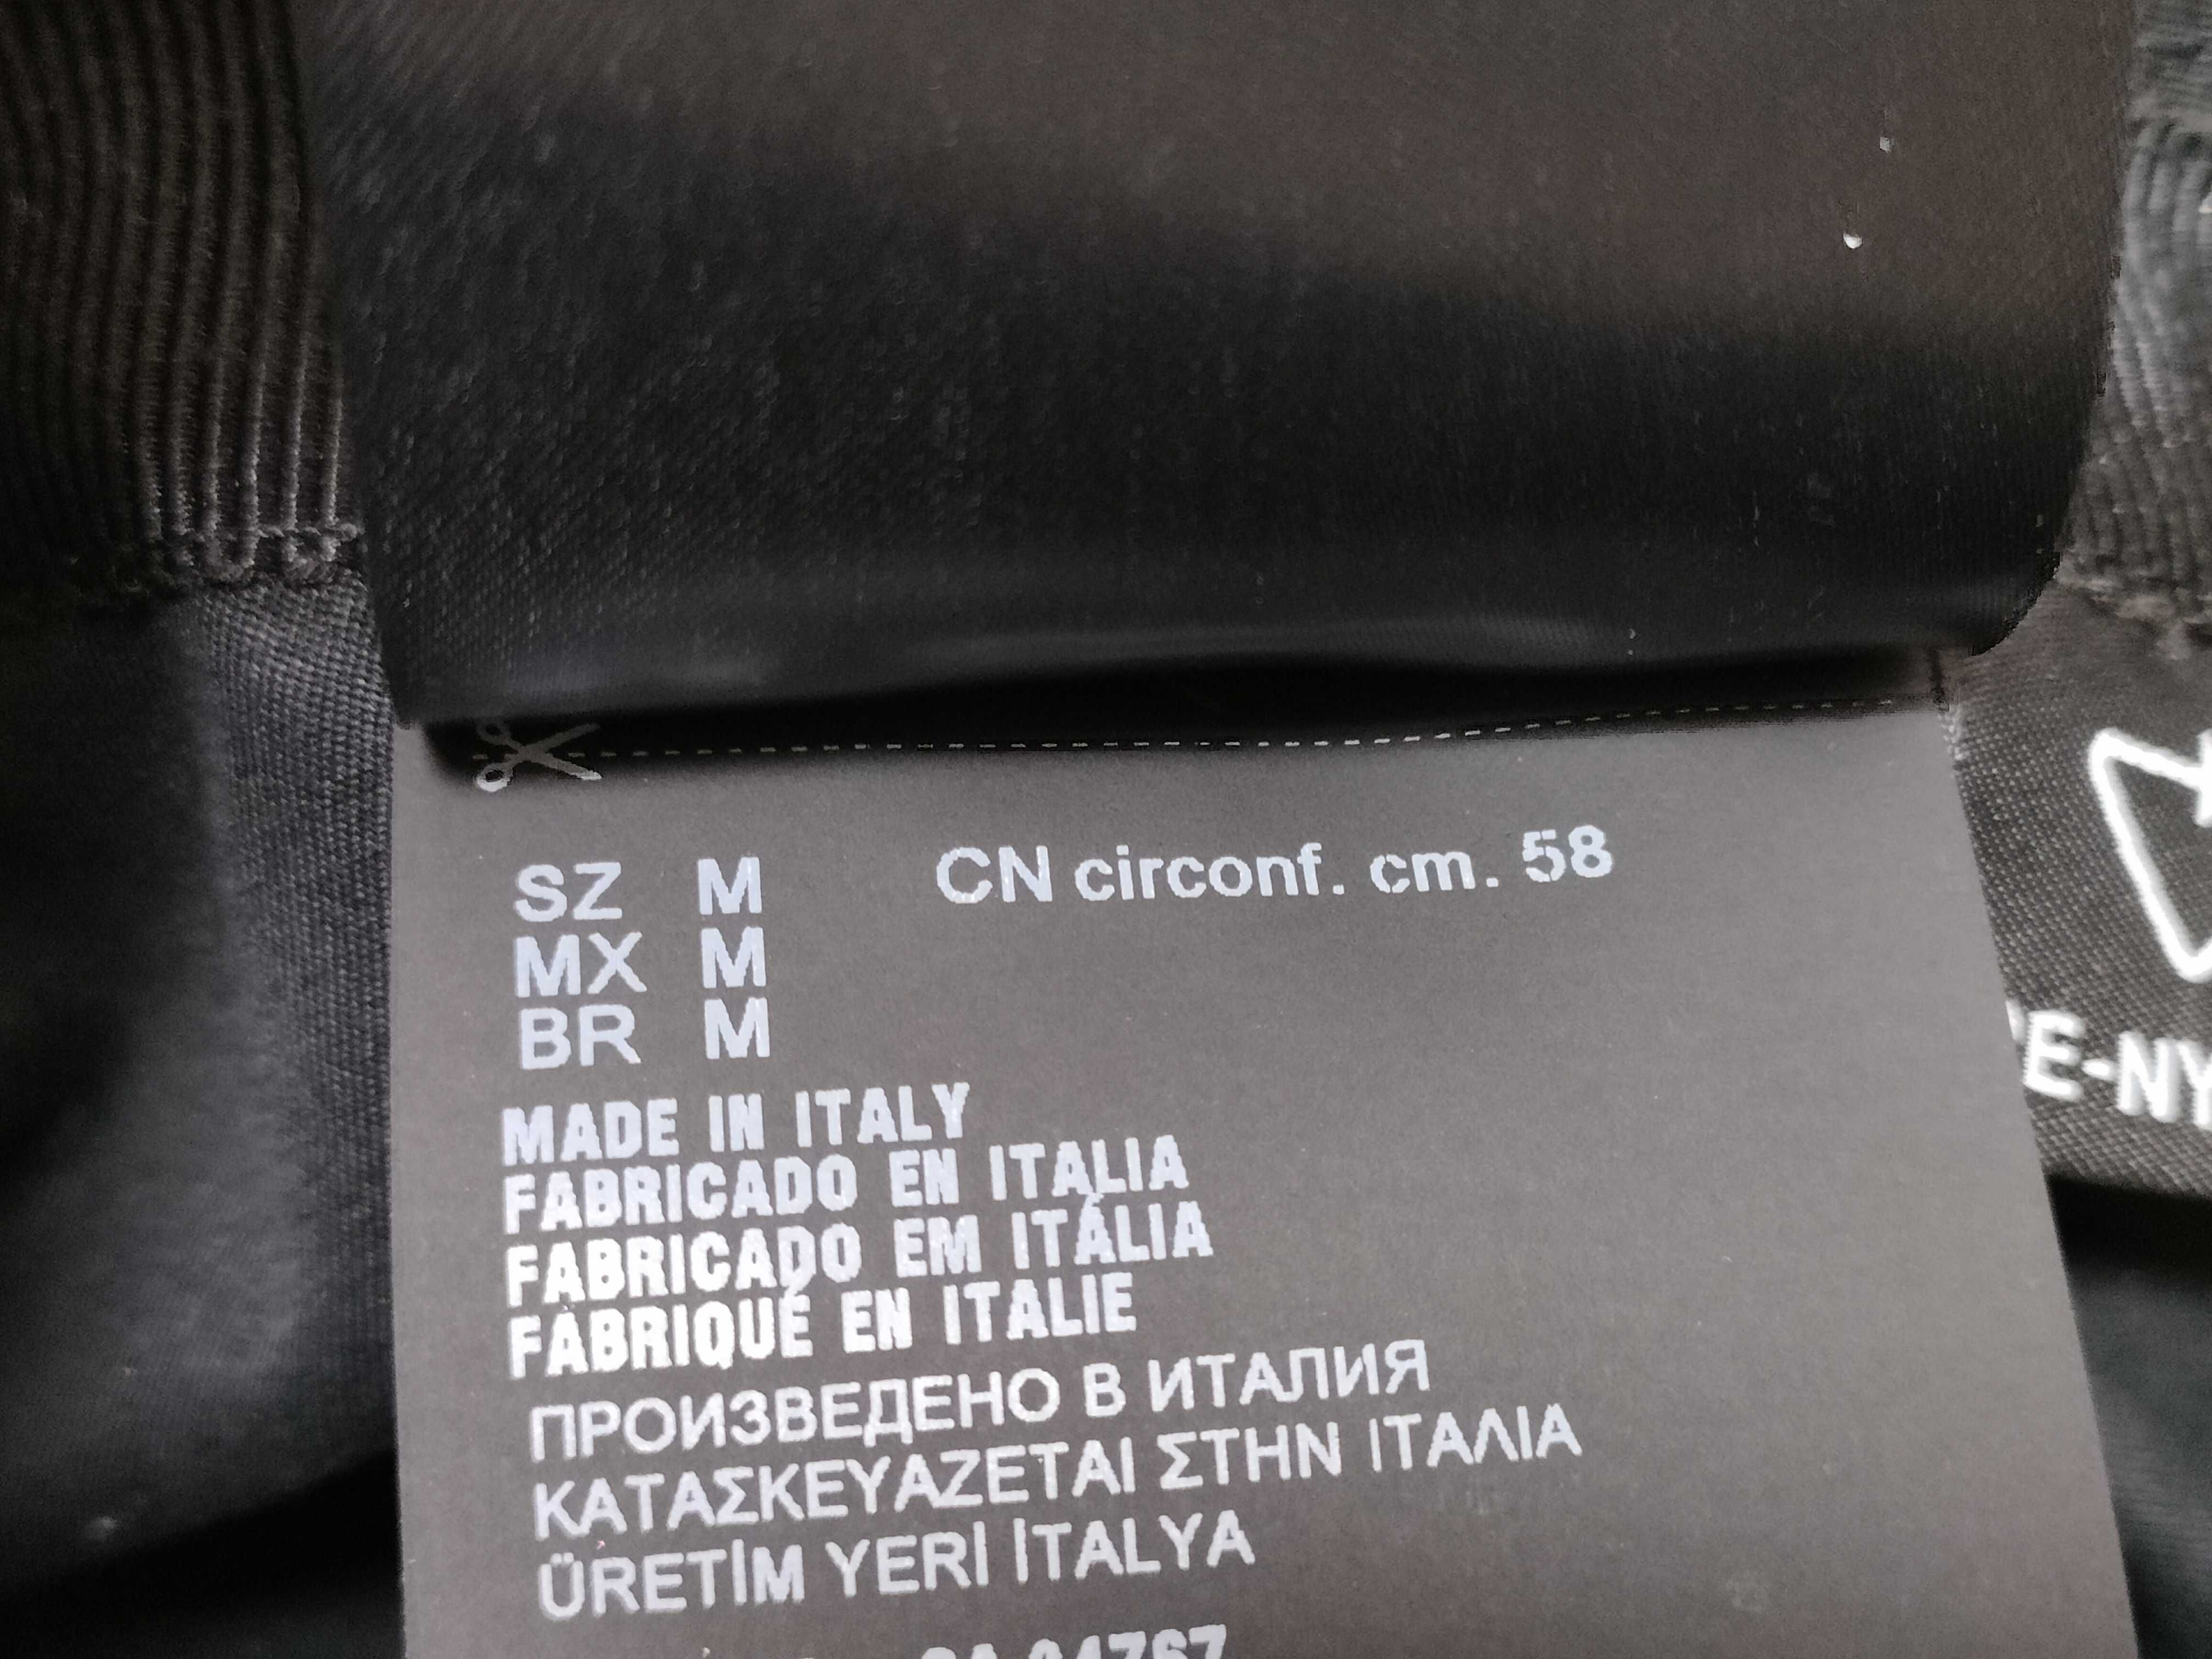 SZ M CN circonf. cm. 58
MX M
BR M
MADE IN ITALY
FABRICADO EN ITALIA
FABRICADO EM ITÁLIA
FABRIQUÉ EN ITALIE
ПРОИЗВЕДЕНО В ИТАЛИЯ
ΚΑΤΑΣΚΕΥΑΖΕΤΑΙ ΣΤΗΝ ΙΤΑΛΙΑ
ÜRETİM YERİ İTALYA